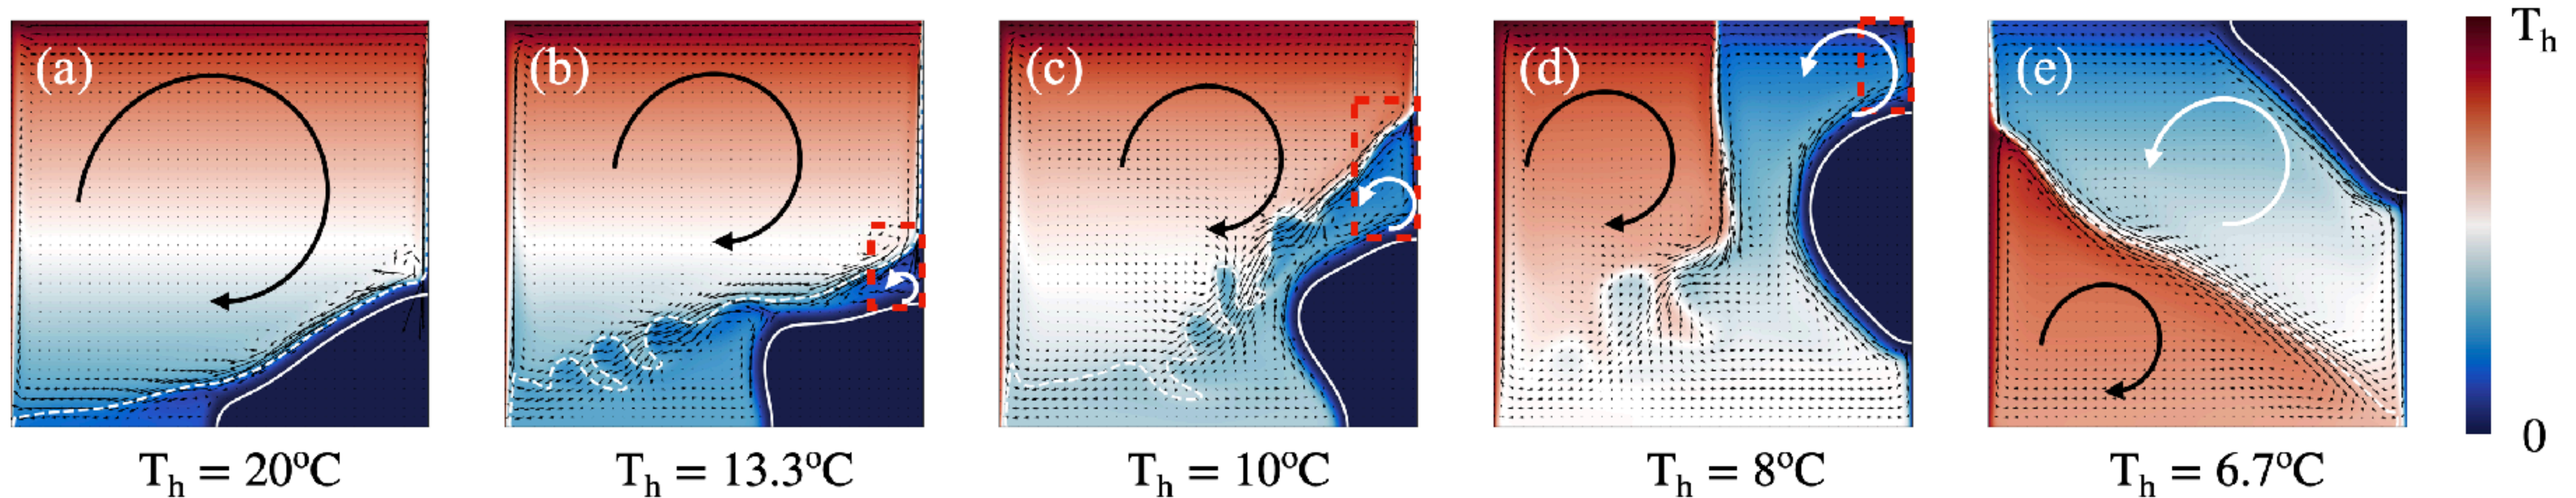 (a) (b) (c) (d) (e) Tₕ
0
Tₕ = 20ºC Tₕ = 13.3ºC Tₕ = 10ºC Tₕ = 8ºC Tₕ = 6.7ºC